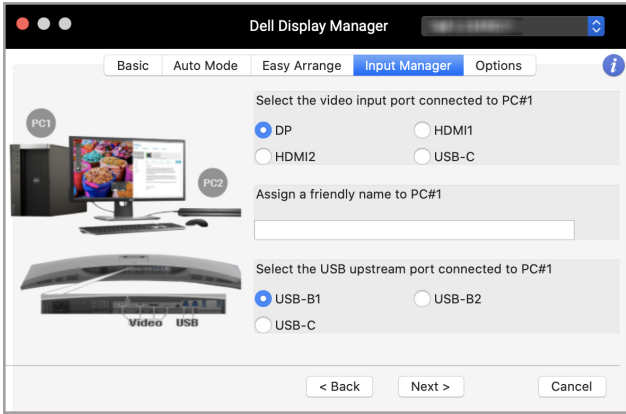 Dell Display Manager
Basic
Auto Mode
Easy Arrange
Input Manager
Options
i
Select the video input port connected to PC#1
DP
HDMI1
HDMI2
USB-C
Assign a friendly name to PC#1
Select the USB upstream port connected to PC#1
USB-B1
USB-B2
USB-C
PC1
PC2
Video
USB
< Back
Next >
Cancel